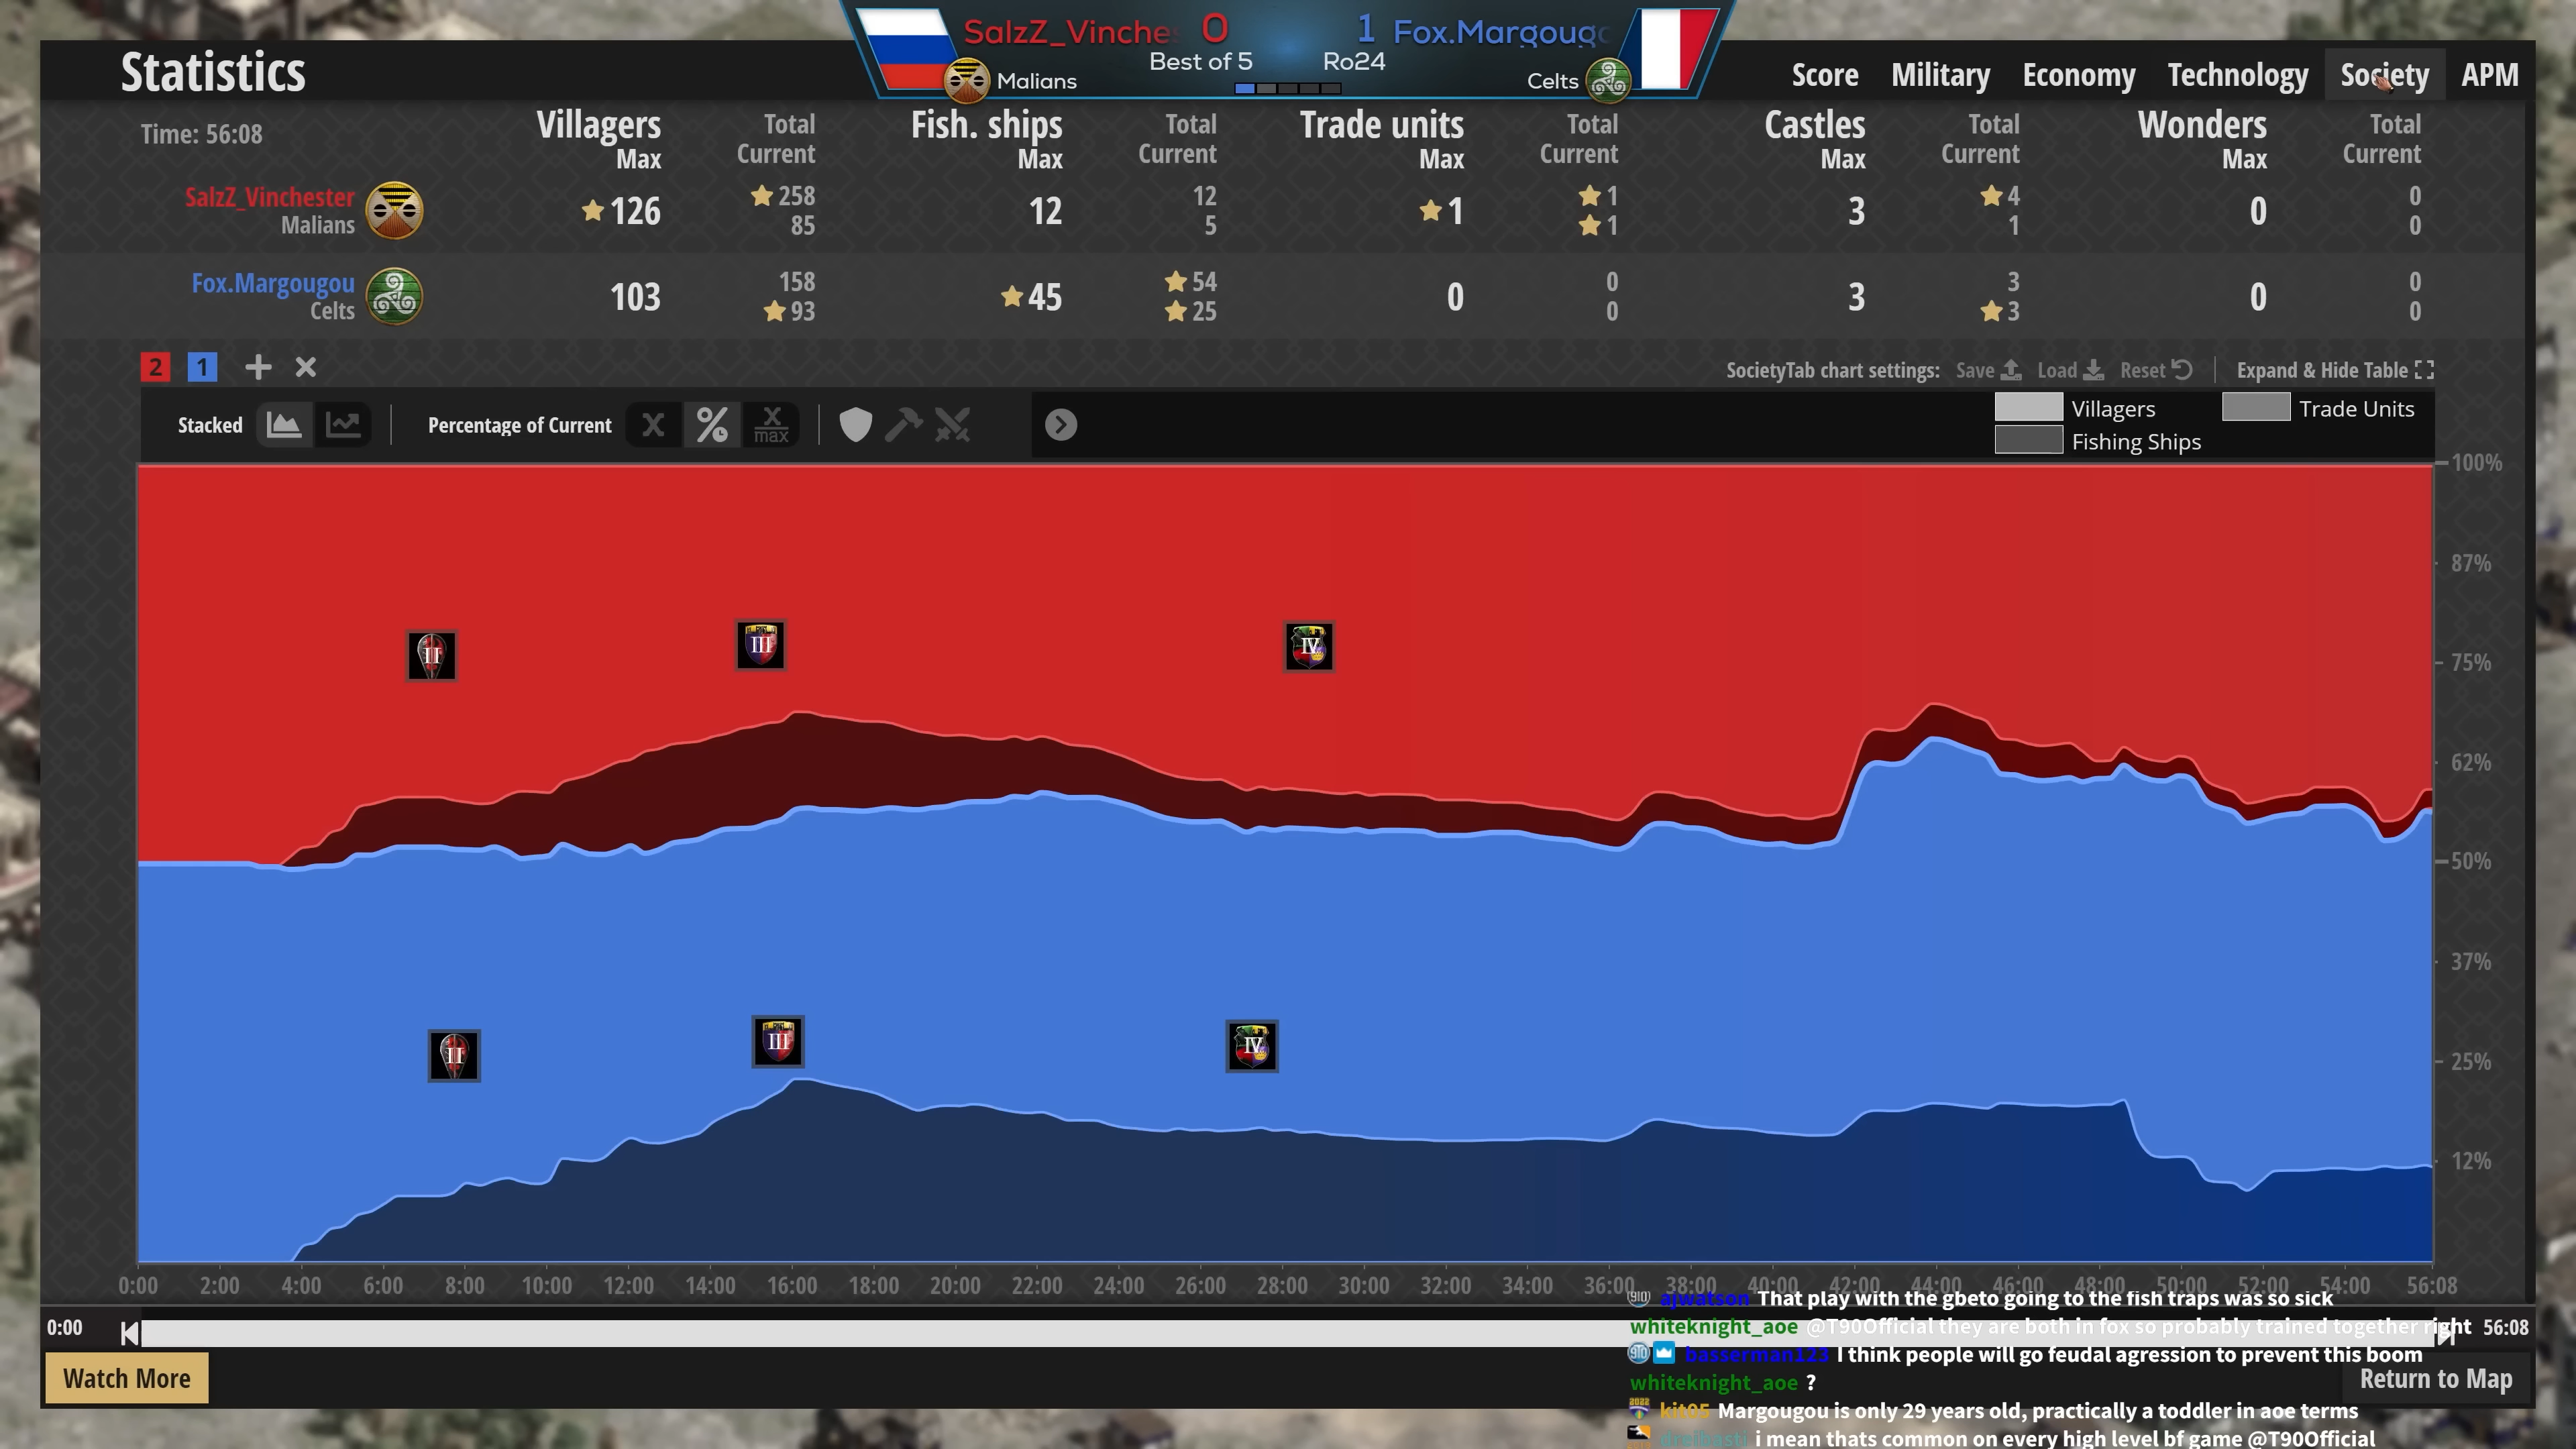 SalzZ_Vinches 0 1 Fox.Margougo
Best of 5 Ro24
Malians Celts
Statistics
Score Military Economy Technology Society APM
Time: 56:08
Villagers Max Total Current
Fish. ships Max Total Current
Trade units Max Total Current
Castles Max Total Current
Wonders Max Total Current
SalzZ_Vinchester
Malians
126 258 85 12 12 5 1 1 1 3 4 1 0 0 0
Fox.Margougou
Celts
103 158 93 45 54 25 0 0 0 3 3 3 0 0 0
2 1
SocietyTab chart settings: Save Load Reset Expand & Hide Table
Stacked
Percentage of Current
X % X max
Villagers Trade Units
Fishing Ships
100%
87%
75%
62%
50%
37%
25%
12%
II III IV
II III IV
0:00 2:00 4:00 6:00 8:00 10:00 12:00 14:00 16:00 18:00 20:00 22:00 24:00 26:00 28:00 30:00 32:00 34:00 36:00 38:00 40:00 42:00 44:00 46:00 48:00 50:00 52:00 54:00 56:08
0:00 56:08
ajwatson That play with the gbeto going to the fish traps was so sick
whiteknight_aoe @T90Official they are both in fox so probably trained together right
basserman123 I think people will go feudal agression to prevent this boom
whiteknight_aoe ?
kit05 Margougou is only 29 years old, practically a toddler in aoe terms
i mean thats common on every high level bf game @T90Official
Watch More
Return to Map